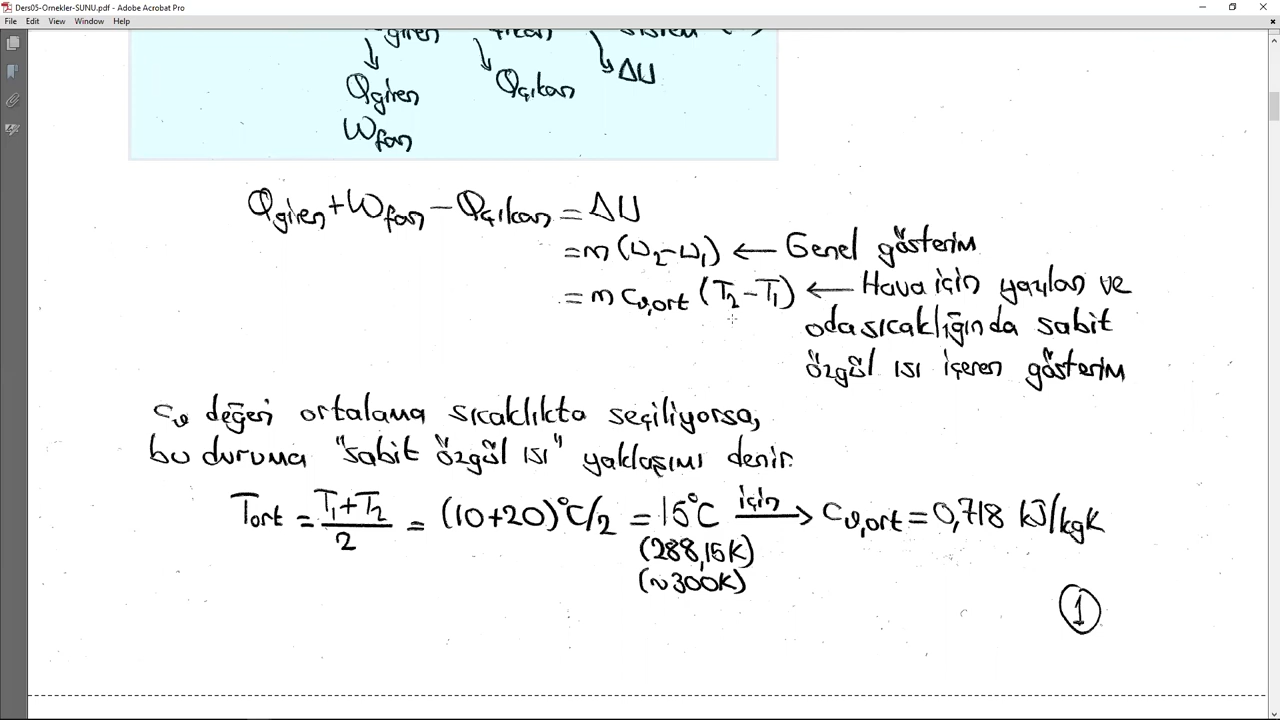 Ders05-Ornekler-SUNU.pdf - Adobe Acrobat Pro
File Edit View Window Help
ΔU
Qgiren Qçıkan
Wfan
Qgiren + Wfan − Qçıkan = ΔU
= m (u₂ − u₁) ← Genel gösterim
= m cv,ort (T₂ − T₁) ← Hava için yazılan ve
oda sıcaklığında sabit
özgül ısı içeren gösterim
cv değeri ortalama sıcaklıkta seçiliyorsa,
bu duruma "sabit özgül ısı" yaklaşımı denir.
Tort = (T₁+T₂)/2 = (10+20)°C/2 = 15°C için → cv,ort = 0,718 kJ/kgK
(288,15K)
(~300K)
1